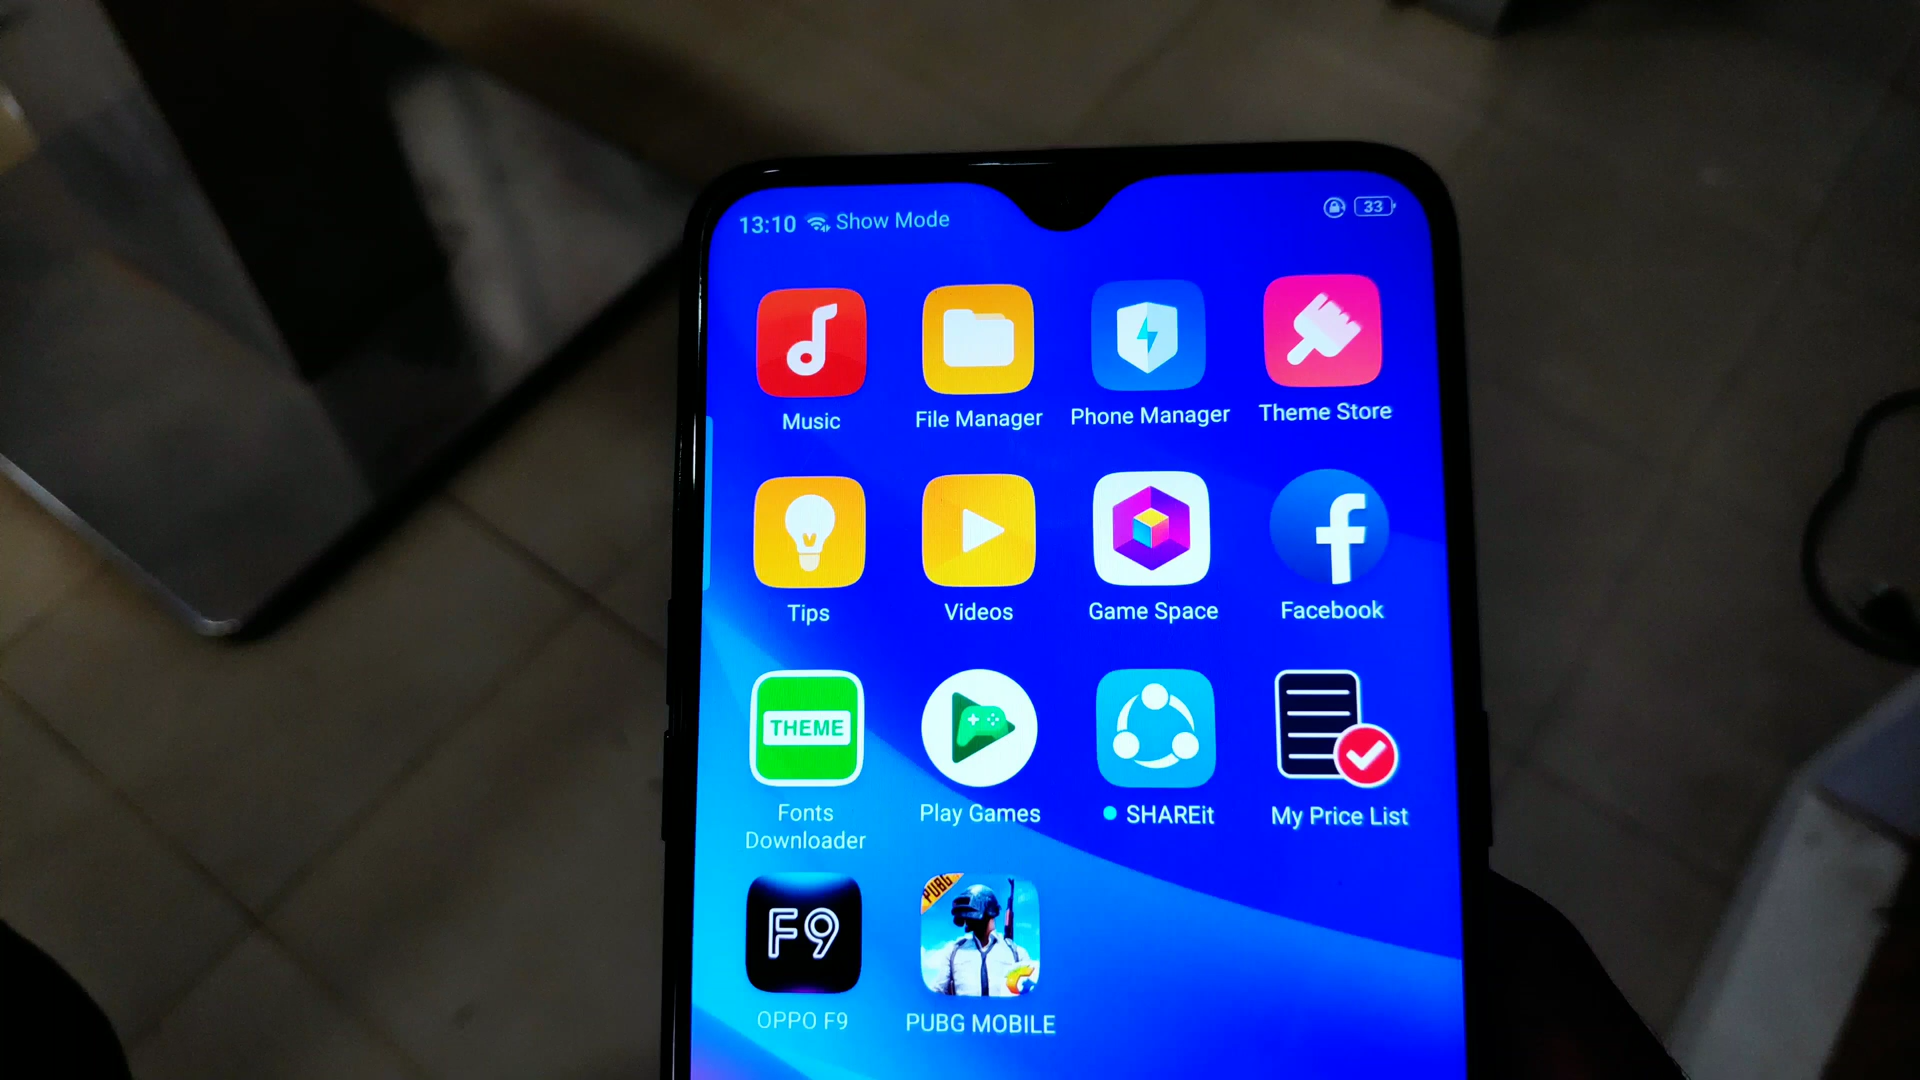 13:10 Show Mode 33
Music File Manager Phone Manager Theme Store
Tips Videos Game Space Facebook
THEME
Fonts Downloader Play Games SHAREit My Price List
PUBG
F9
OPPO F9 PUBG MOBILE